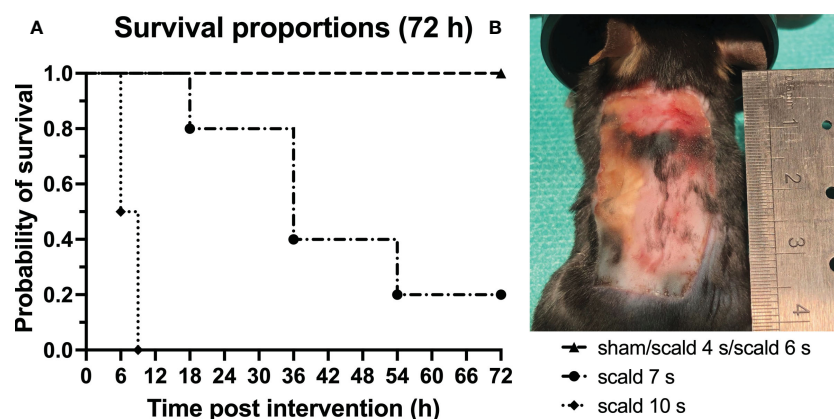 A Survival proportions (72 h) B
Probability of survival
1.0
0.8
0.6
0.4
0.2
0.0
0 6 12 18 24 30 36 42 48 54 60 66 72
Time post intervention (h)
1
2
3
4
sham/scald 4 s/scald 6 s
scald 7 s
scald 10 s